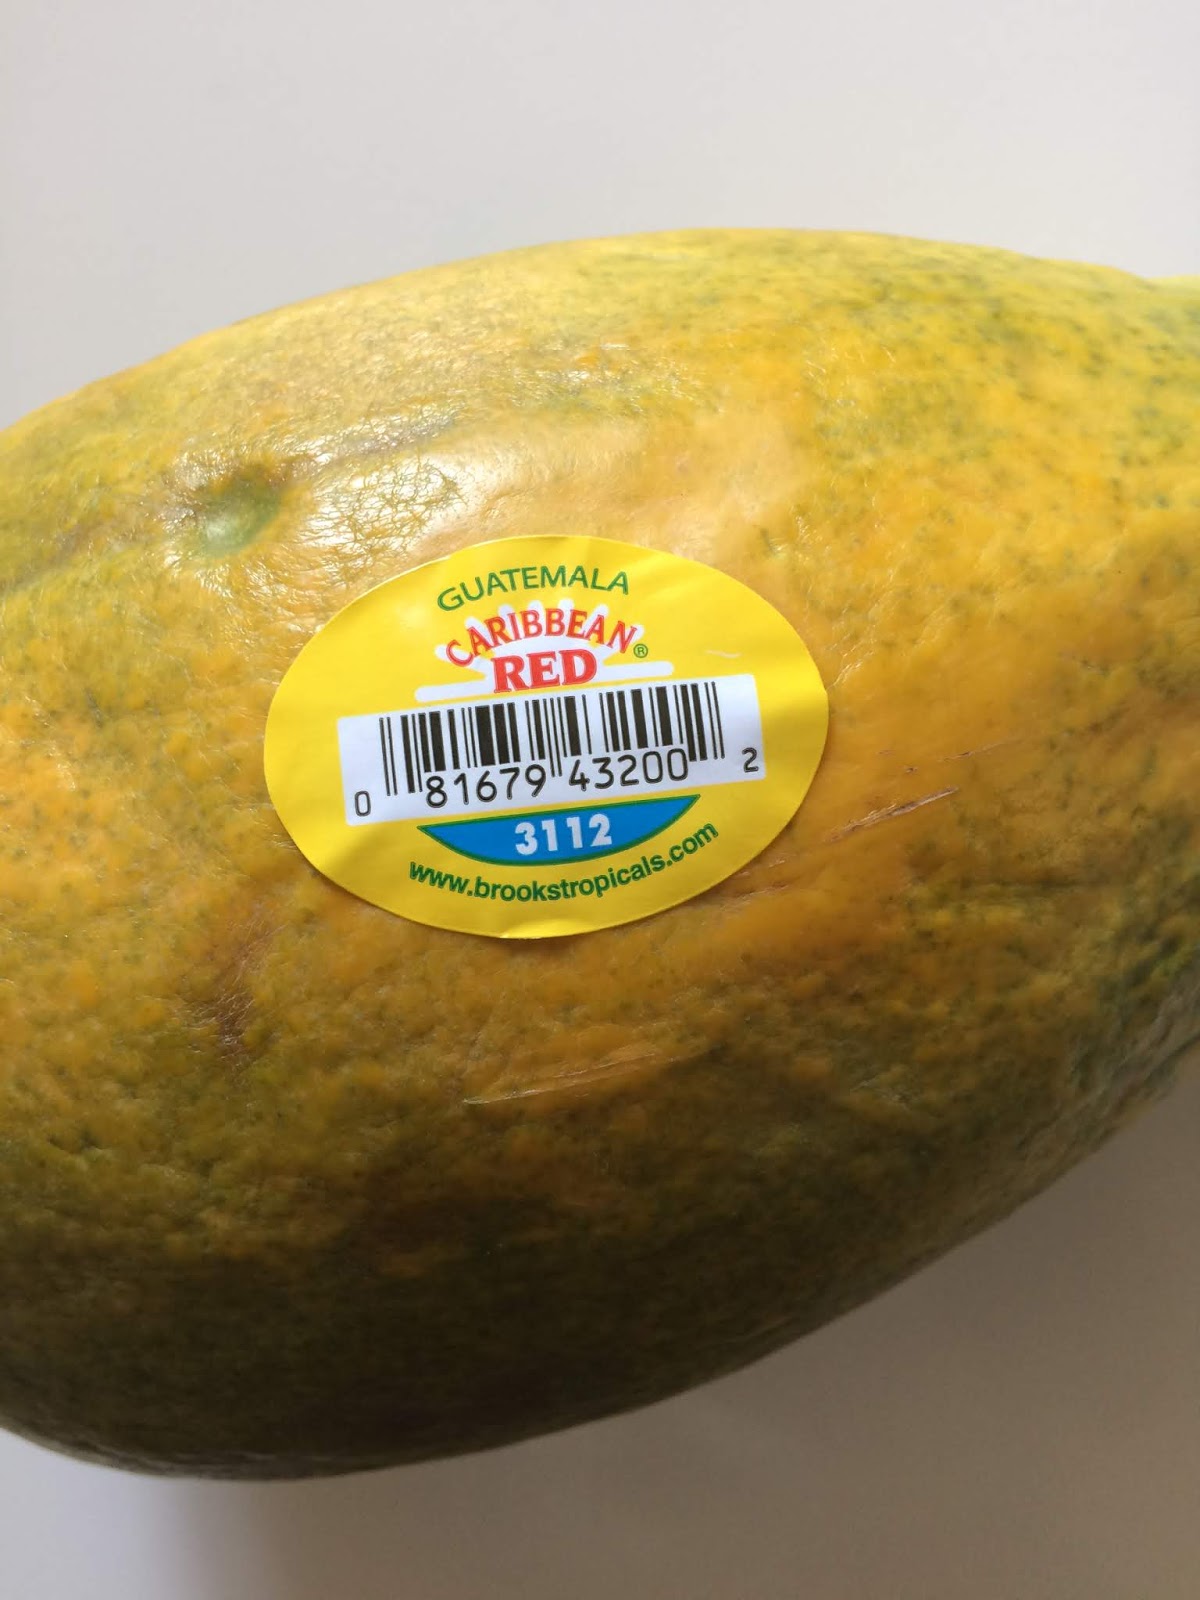 GUATEMALA
CARIBBEAN®
RED
0 81679 43200 2
3112
www.brookstropicals.com